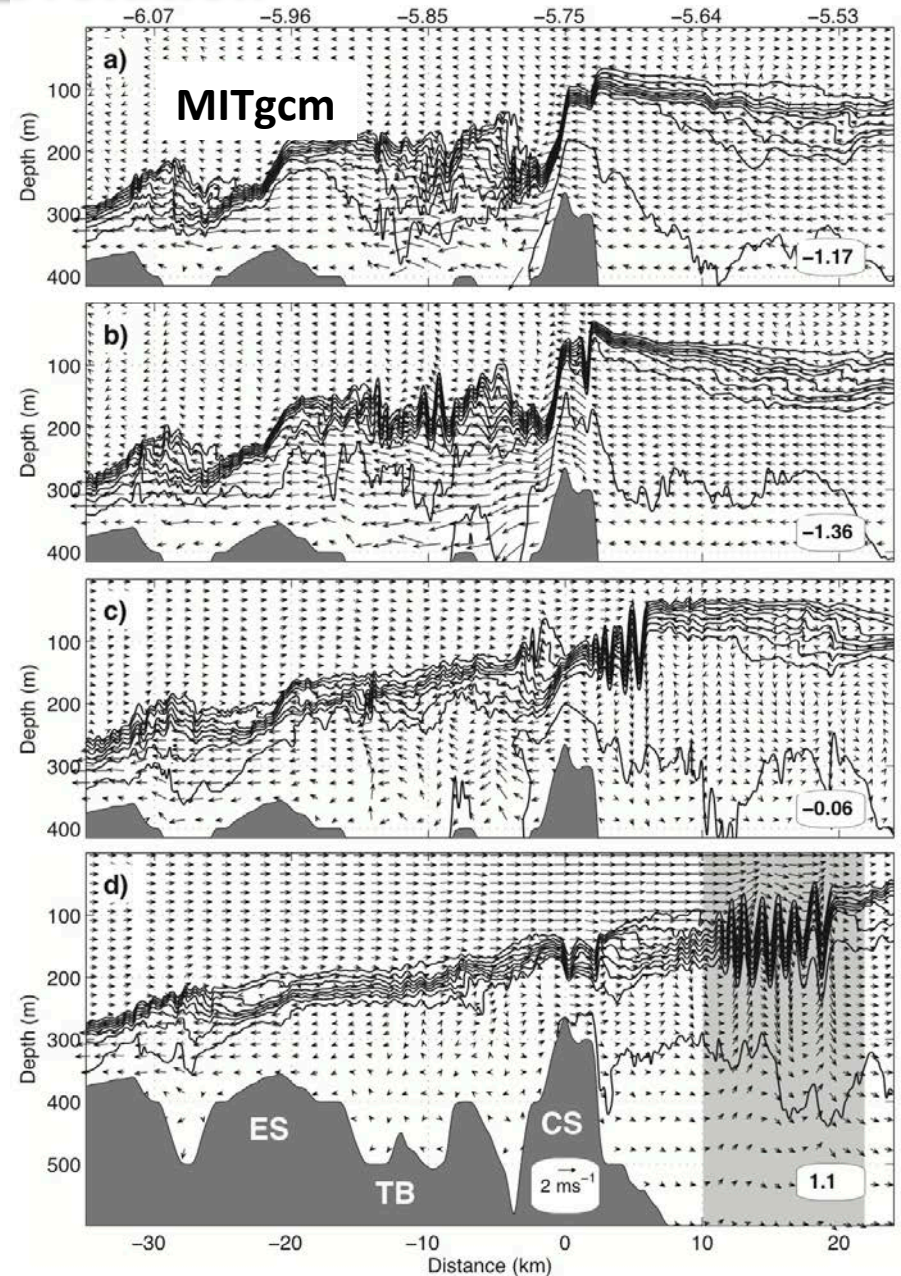 −6.07 −5.96 −5.85 −5.75 −5.64 −5.53
a)
MITgcm
Depth (m)
100
200
300
400
−1.17
b)
Depth (m)
100
200
300
400
−1.36
c)
Depth (m)
100
200
300
400
−0.06
d)
Depth (m)
100
200
300
400
500
ES
CS
TB
2 ms⁻¹
1.1
−30 −20 −10 0 10 20
Distance (km)